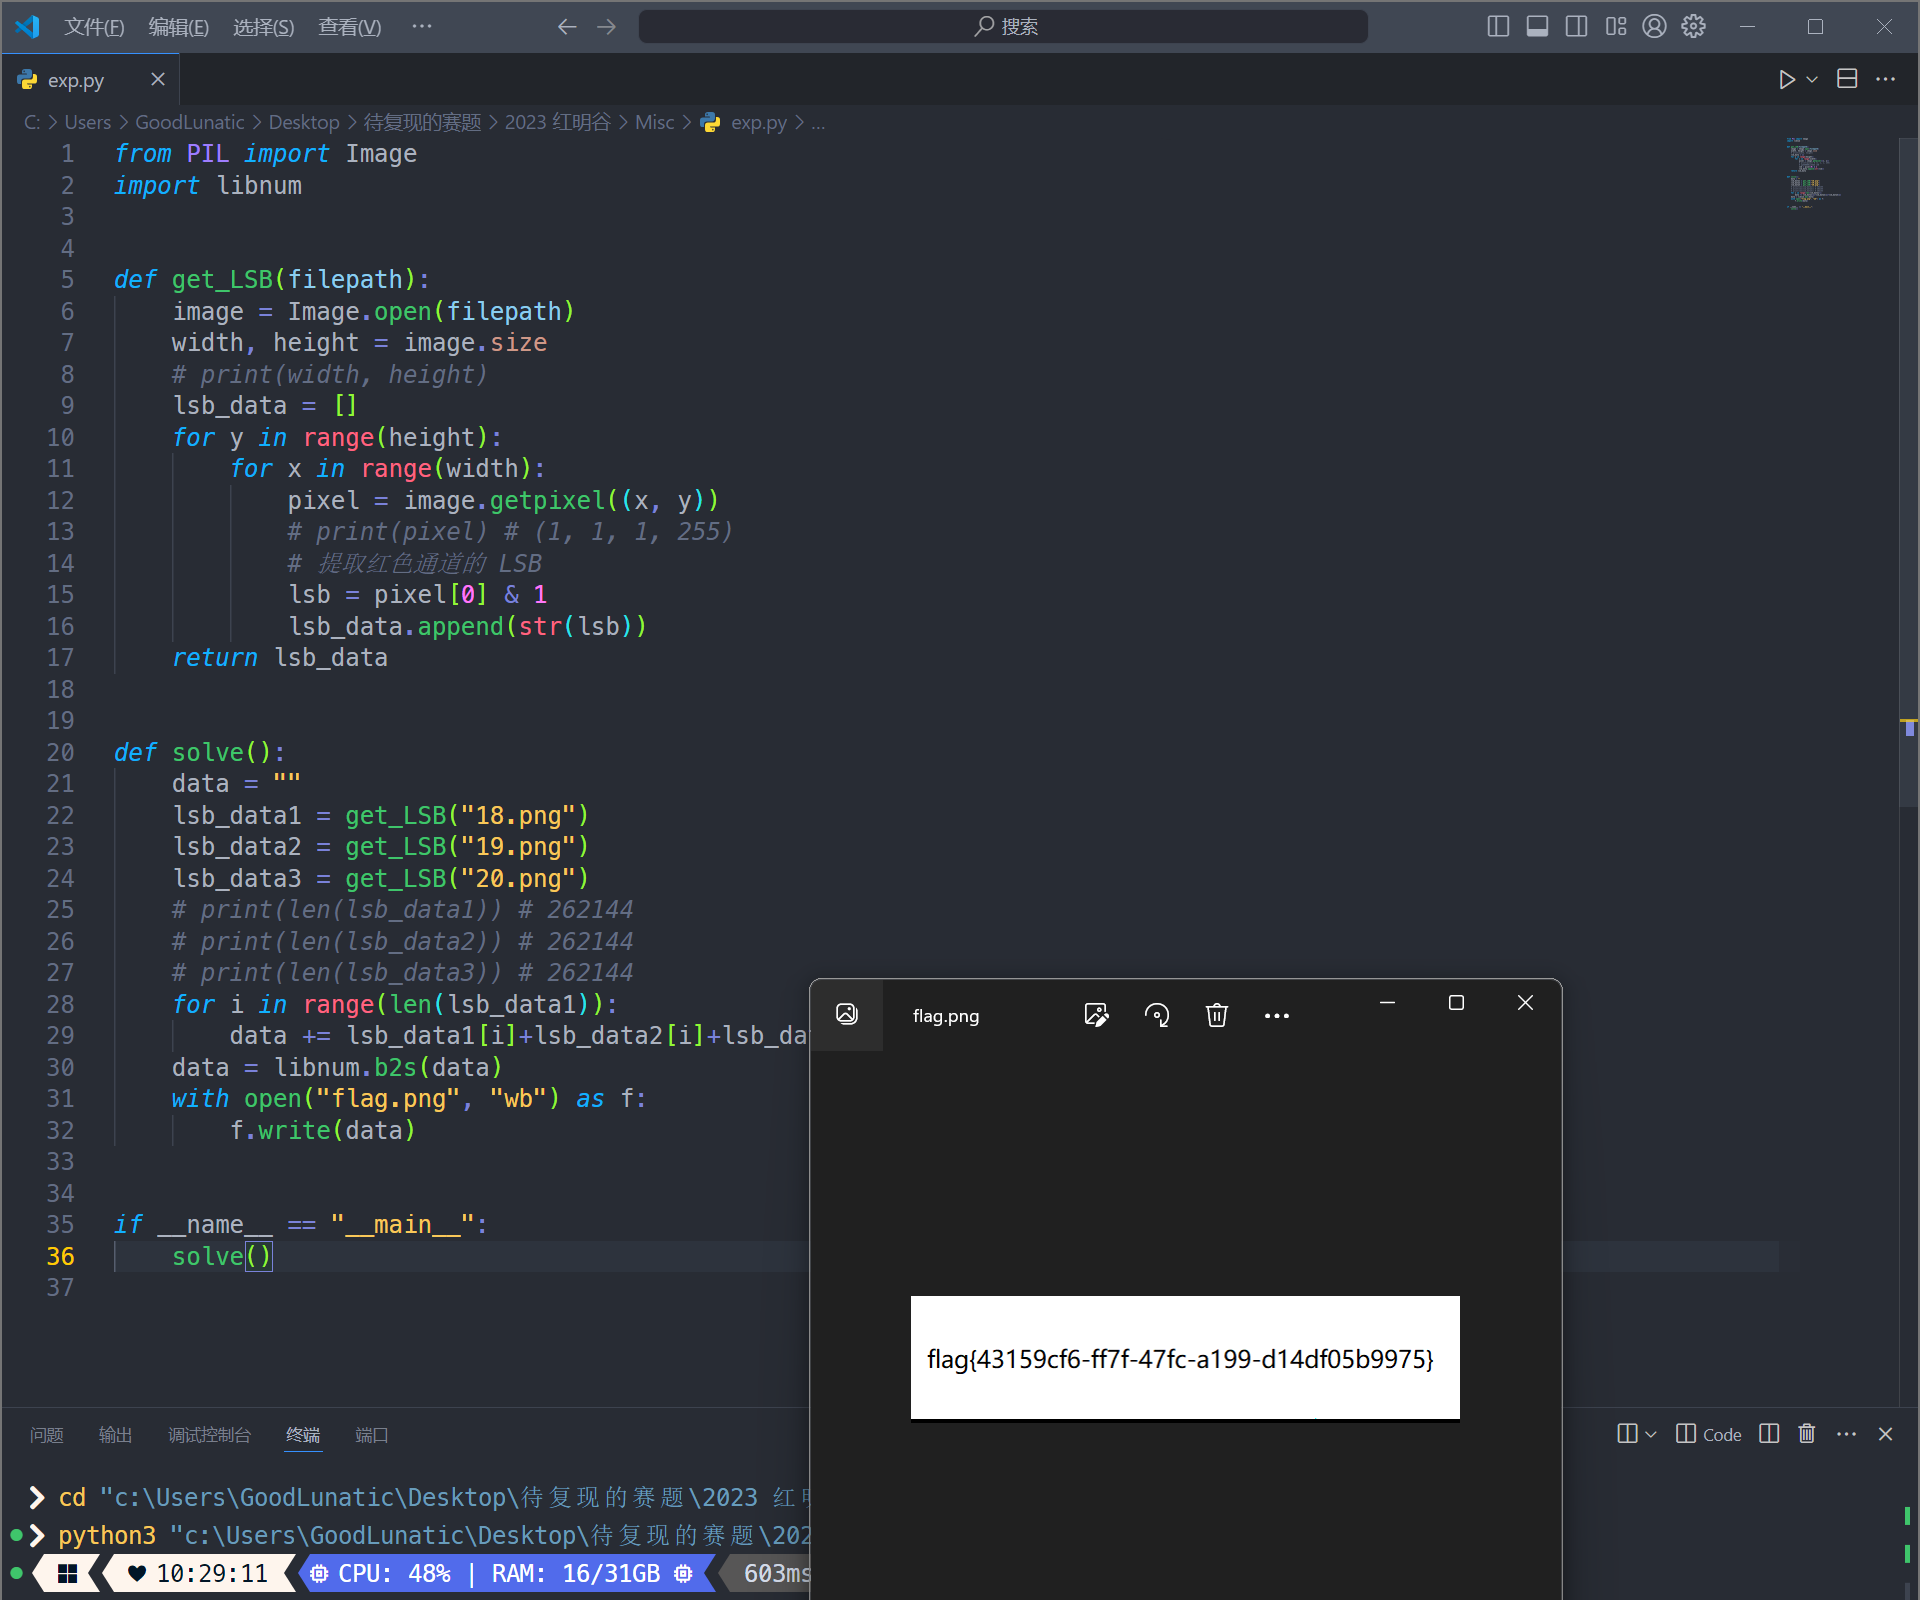 文件(F) 编辑(E) 选择(S) 查看(V) ··· 搜索
exp.py
C: > Users > GoodLunatic > Desktop > 待复现的赛题 > 2023 红明谷 > Misc > exp.py > ...
1 from PIL import Image
2 import libnum
3
4
5 def get_LSB(filepath):
6 image = Image.open(filepath)
7 width, height = image.size
8 # print(width, height)
9 lsb_data = []
10 for y in range(height):
11 for x in range(width):
12 pixel = image.getpixel((x, y))
13 # print(pixel) # (1, 1, 1, 255)
14 # 提取红色通道的 LSB
15 lsb = pixel[0] & 1
16 lsb_data.append(str(lsb))
17 return lsb_data
18
19
20 def solve():
21 data = ""
22 lsb_data1 = get_LSB("18.png")
23 lsb_data2 = get_LSB("19.png")
24 lsb_data3 = get_LSB("20.png")
25 # print(len(lsb_data1)) # 262144
26 # print(len(lsb_data2)) # 262144
27 # print(len(lsb_data3)) # 262144
28 for i in range(len(lsb_data1)):
29 data += lsb_data1[i]+lsb_data2[i]+lsb_da
30 data = libnum.b2s(data)
31 with open("flag.png", "wb") as f:
32 f.write(data)
33
34
35 if __name__ == "__main__":
36 solve()
37
flag.png
flag{43159cf6-ff7f-47fc-a199-d14df05b9975}
问题 输出 调试控制台 终端 端口 Code
cd "c:\Users\GoodLunatic\Desktop\待复现的赛题\2023 红
python3 "c:\Users\GoodLunatic\Desktop\待复现的赛题\202
10:29:11 CPU: 48% | RAM: 16/31GB 603ms